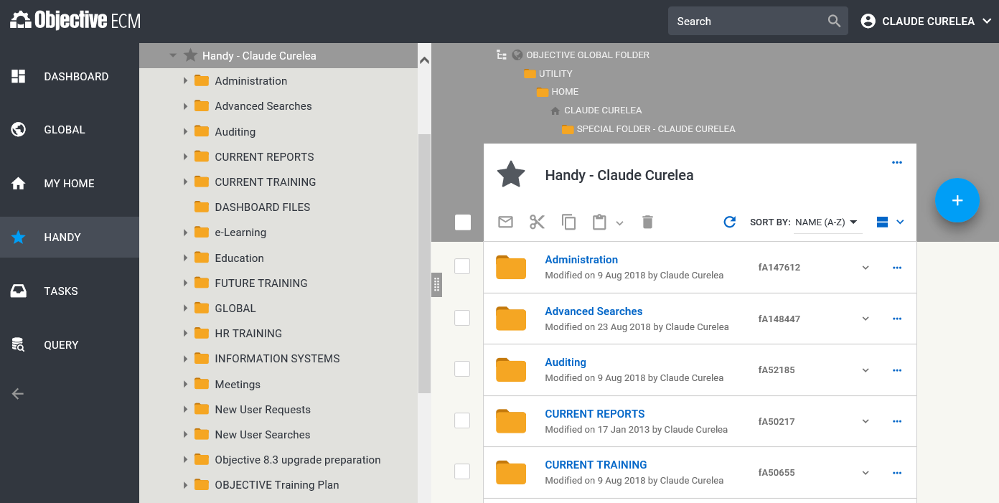 Objective ECM
Search
CLAUDE CURELEA
DASHBOARD
GLOBAL
MY HOME
HANDY
TASKS
QUERY
Handy - Claude Curelea
Administration
Advanced Searches
Auditing
CURRENT REPORTS
CURRENT TRAINING
DASHBOARD FILES
e-Learning
Education
FUTURE TRAINING
GLOBAL
HR TRAINING
INFORMATION SYSTEMS
Meetings
New User Requests
New User Searches
Objective 8.3 upgrade preparation
OBJECTIVE Training Plan
OBJECTIVE GLOBAL FOLDER
UTILITY
HOME
CLAUDE CURELEA
SPECIAL FOLDER - CLAUDE CURELEA
Handy - Claude Curelea
SORT BY: NAME (A-Z)
Administration
Modified on 9 Aug 2018 by Claude Curelea
fA147612
Advanced Searches
Modified on 23 Aug 2018 by Claude Curelea
fA148447
Auditing
Modified on 9 Aug 2018 by Claude Curelea
fA52185
CURRENT REPORTS
Modified on 17 Jan 2013 by Claude Curelea
fA50217
CURRENT TRAINING
Modified on 9 Aug 2018 by Claude Curelea
fA50655